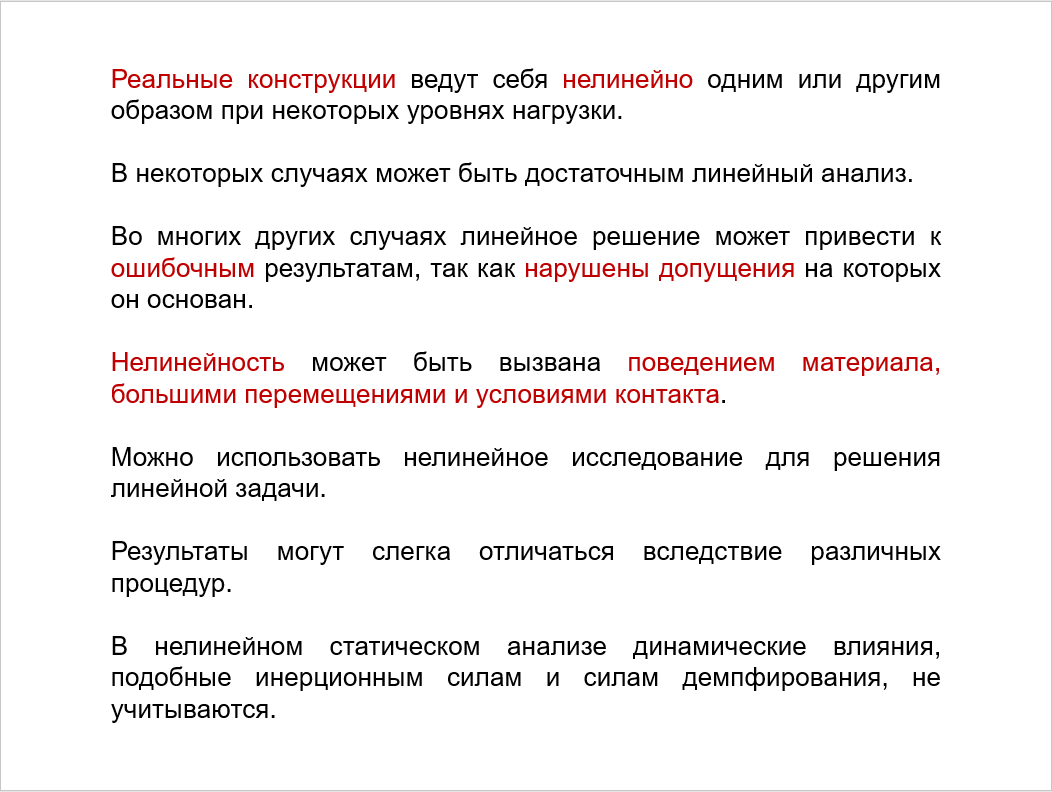 Реальные конструкции ведут себя нелинейно одним или другим
образом при некоторых уровнях нагрузки.
В некоторых случаях может быть достаточным линейный анализ.
Во многих других случаях линейное решение может привести к
ошибочным результатам, так как нарушены допущения на которых
он основан.
Нелинейность может быть вызвана поведением материала,
большими перемещениями и условиями контакта.
Можно использовать нелинейное исследование для решения
линейной задачи.
Результаты могут слегка отличаться вследствие различных
процедур.
В нелинейном статическом анализе динамические влияния,
подобные инерционным силам и силам демпфирования, не
учитываются.